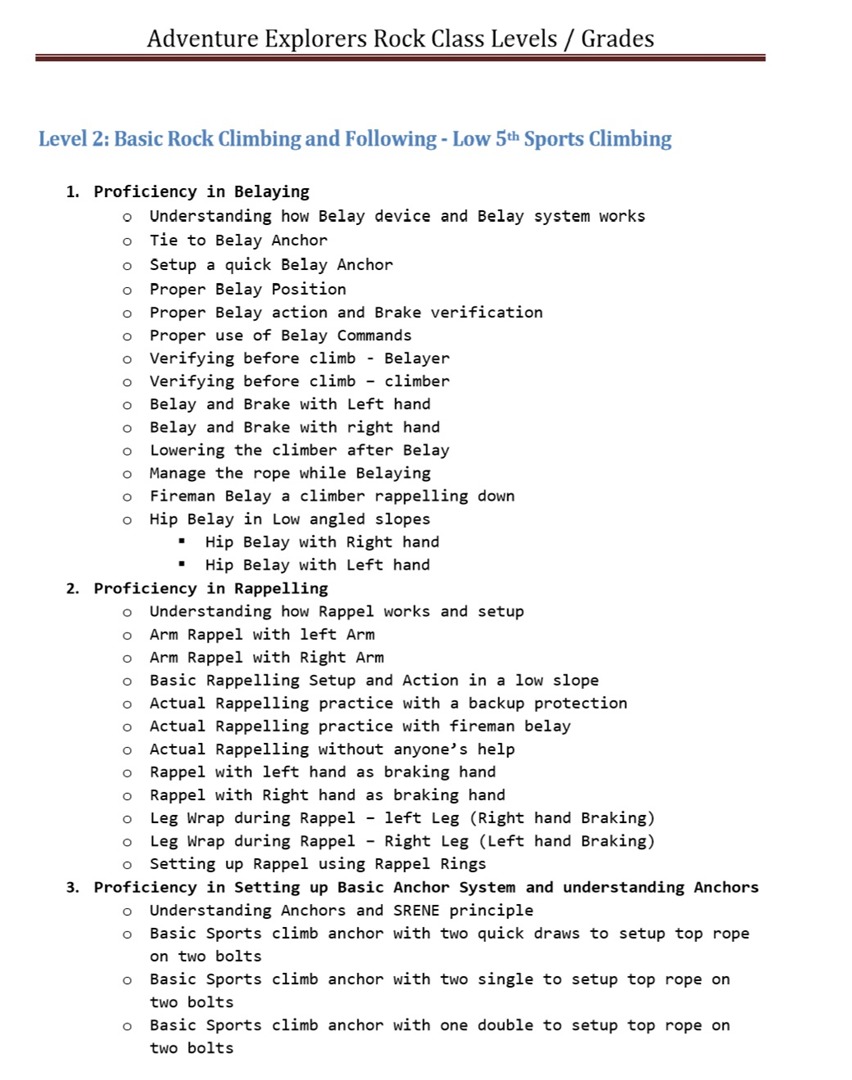 Adventure Explorers Rock Class Levels / Grades
Level 2: Basic Rock Climbing and Following - Low 5th Sports Climbing
1. Proficiency in Belaying
o Understanding how Belay device and Belay system works
o Tie to Belay Anchor
o Setup a quick Belay Anchor
o Proper Belay Position
o Proper Belay action and Brake verification
o Proper use of Belay Commands
o Verifying before climb - Belayer
o Verifying before climb – climber
o Belay and Brake with Left hand
o Belay and Brake with right hand
o Lowering the climber after Belay
o Manage the rope while Belaying
o Fireman Belay a climber rappelling down
o Hip Belay in Low angled slopes
▪ Hip Belay with Right hand
▪ Hip Belay with Left hand
2. Proficiency in Rappelling
o Understanding how Rappel works and setup
o Arm Rappel with left Arm
o Arm Rappel with Right Arm
o Basic Rappelling Setup and Action in a low slope
o Actual Rappelling practice with a backup protection
o Actual Rappelling practice with fireman belay
o Actual Rappelling without anyone’s help
o Rappel with left hand as braking hand
o Rappel with Right hand as braking hand
o Leg Wrap during Rappel – left Leg (Right hand Braking)
o Leg Wrap during Rappel – Right Leg (Left hand Braking)
o Setting up Rappel using Rappel Rings
3. Proficiency in Setting up Basic Anchor System and understanding Anchors
o Understanding Anchors and SRENE principle
o Basic Sports climb anchor with two quick draws to setup top rope
on two bolts
o Basic Sports climb anchor with two single to setup top rope on
two bolts
o Basic Sports climb anchor with one double to setup top rope on
two bolts